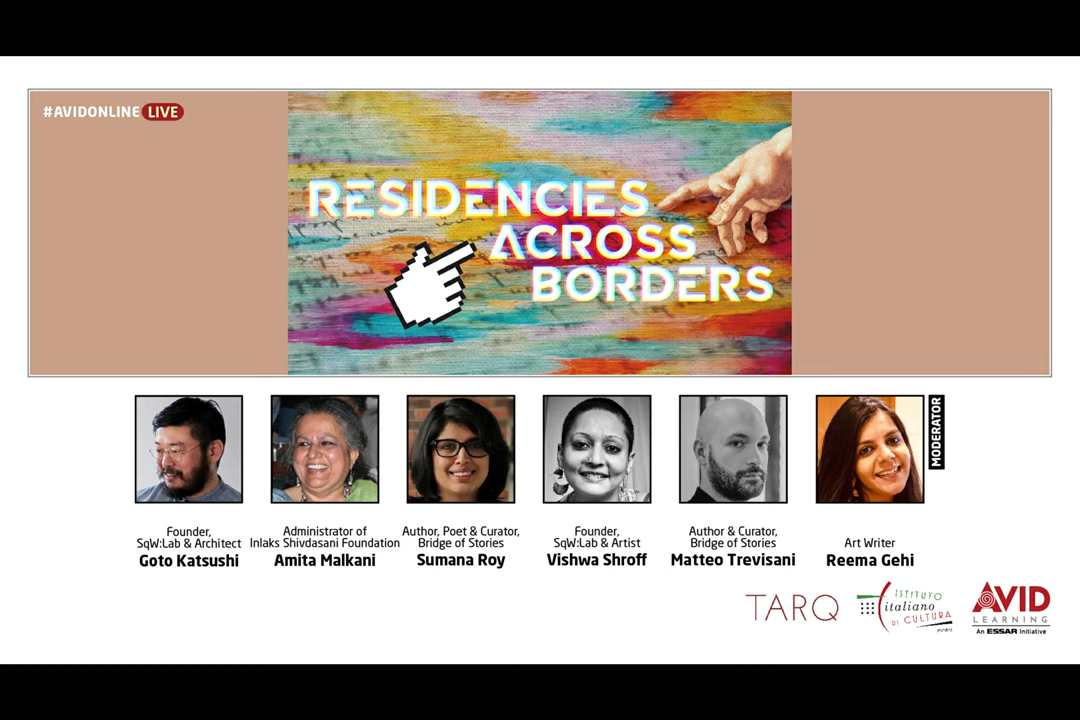 #AVIDONLINE LIVE
RESIDENCIES
ACROSS
BORDERS
MODERATOR
Founder,
SqW:Lab & Architect
Goto Katsushi
Administrator of
Inlaks Shivdasani Foundation
Amita Malkani
Author, Poet & Curator,
Bridge of Stories
Sumana Roy
Founder,
SqW:Lab & Artist
Vishwa Shroff
Author & Curator,
Bridge of Stories
Matteo Trevisani
Art Writer
Reema Gehi
TARQ
ISTITUTO
italiano
DI CULTURA
AVID
LEARNING
An ESSAR Initiative